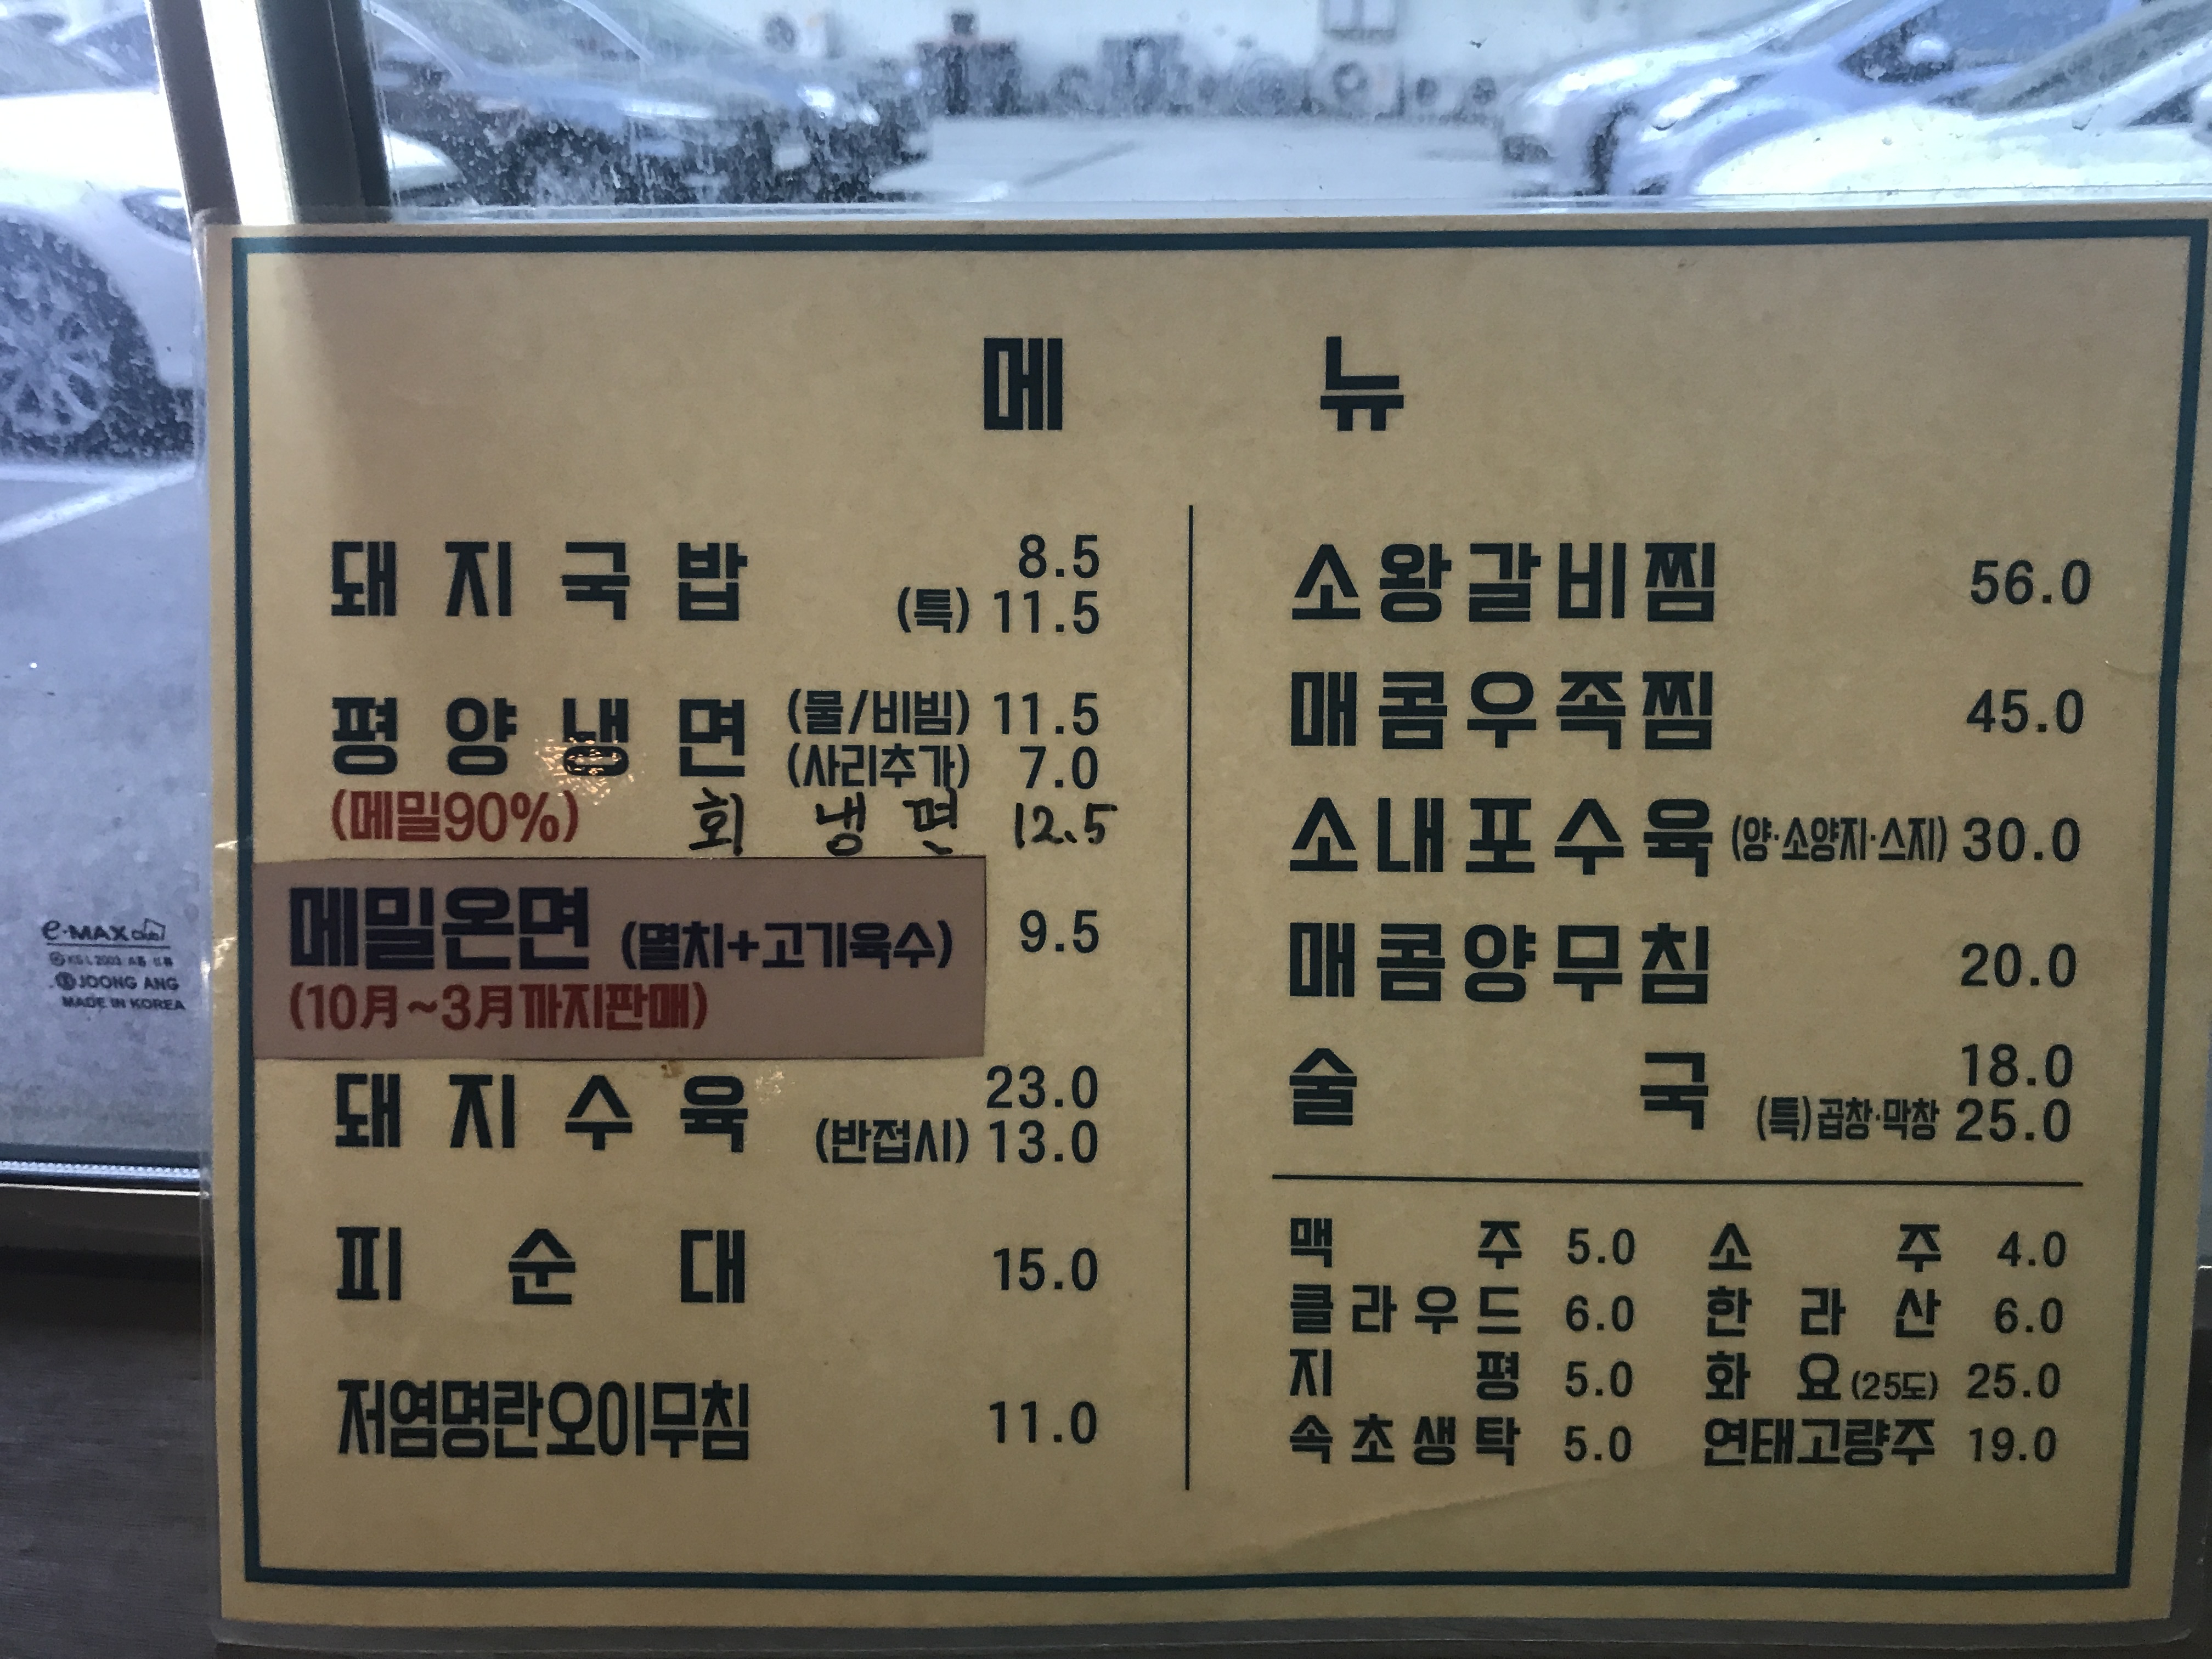 메 뉴
돼지국밥 8.5
(특) 11.5
평양냉면 (물/비빔) 11.5
(사리추가) 7.0
(메밀90%) 회 냉 면 12.5
메밀온면 (멸치+고기육수) 9.5
(10月~3月까지판매)
돼지수육 23.0
(반접시) 13.0
피순대 15.0
저염명란오이무침 11.0
소왕갈비찜 56.0
매콤우족찜 45.0
소내포수육 (양·소양지·스지) 30.0
매콤양무침 20.0
술국 18.0
(특)곱창·막창 25.0
맥주 5.0 소주 4.0
클라우드 6.0 한라산 6.0
지평 5.0 화요(25도) 25.0
속초생탁 5.0 연태고량주 19.0
e·MAX
JOONG ANG
MADE IN KOREA